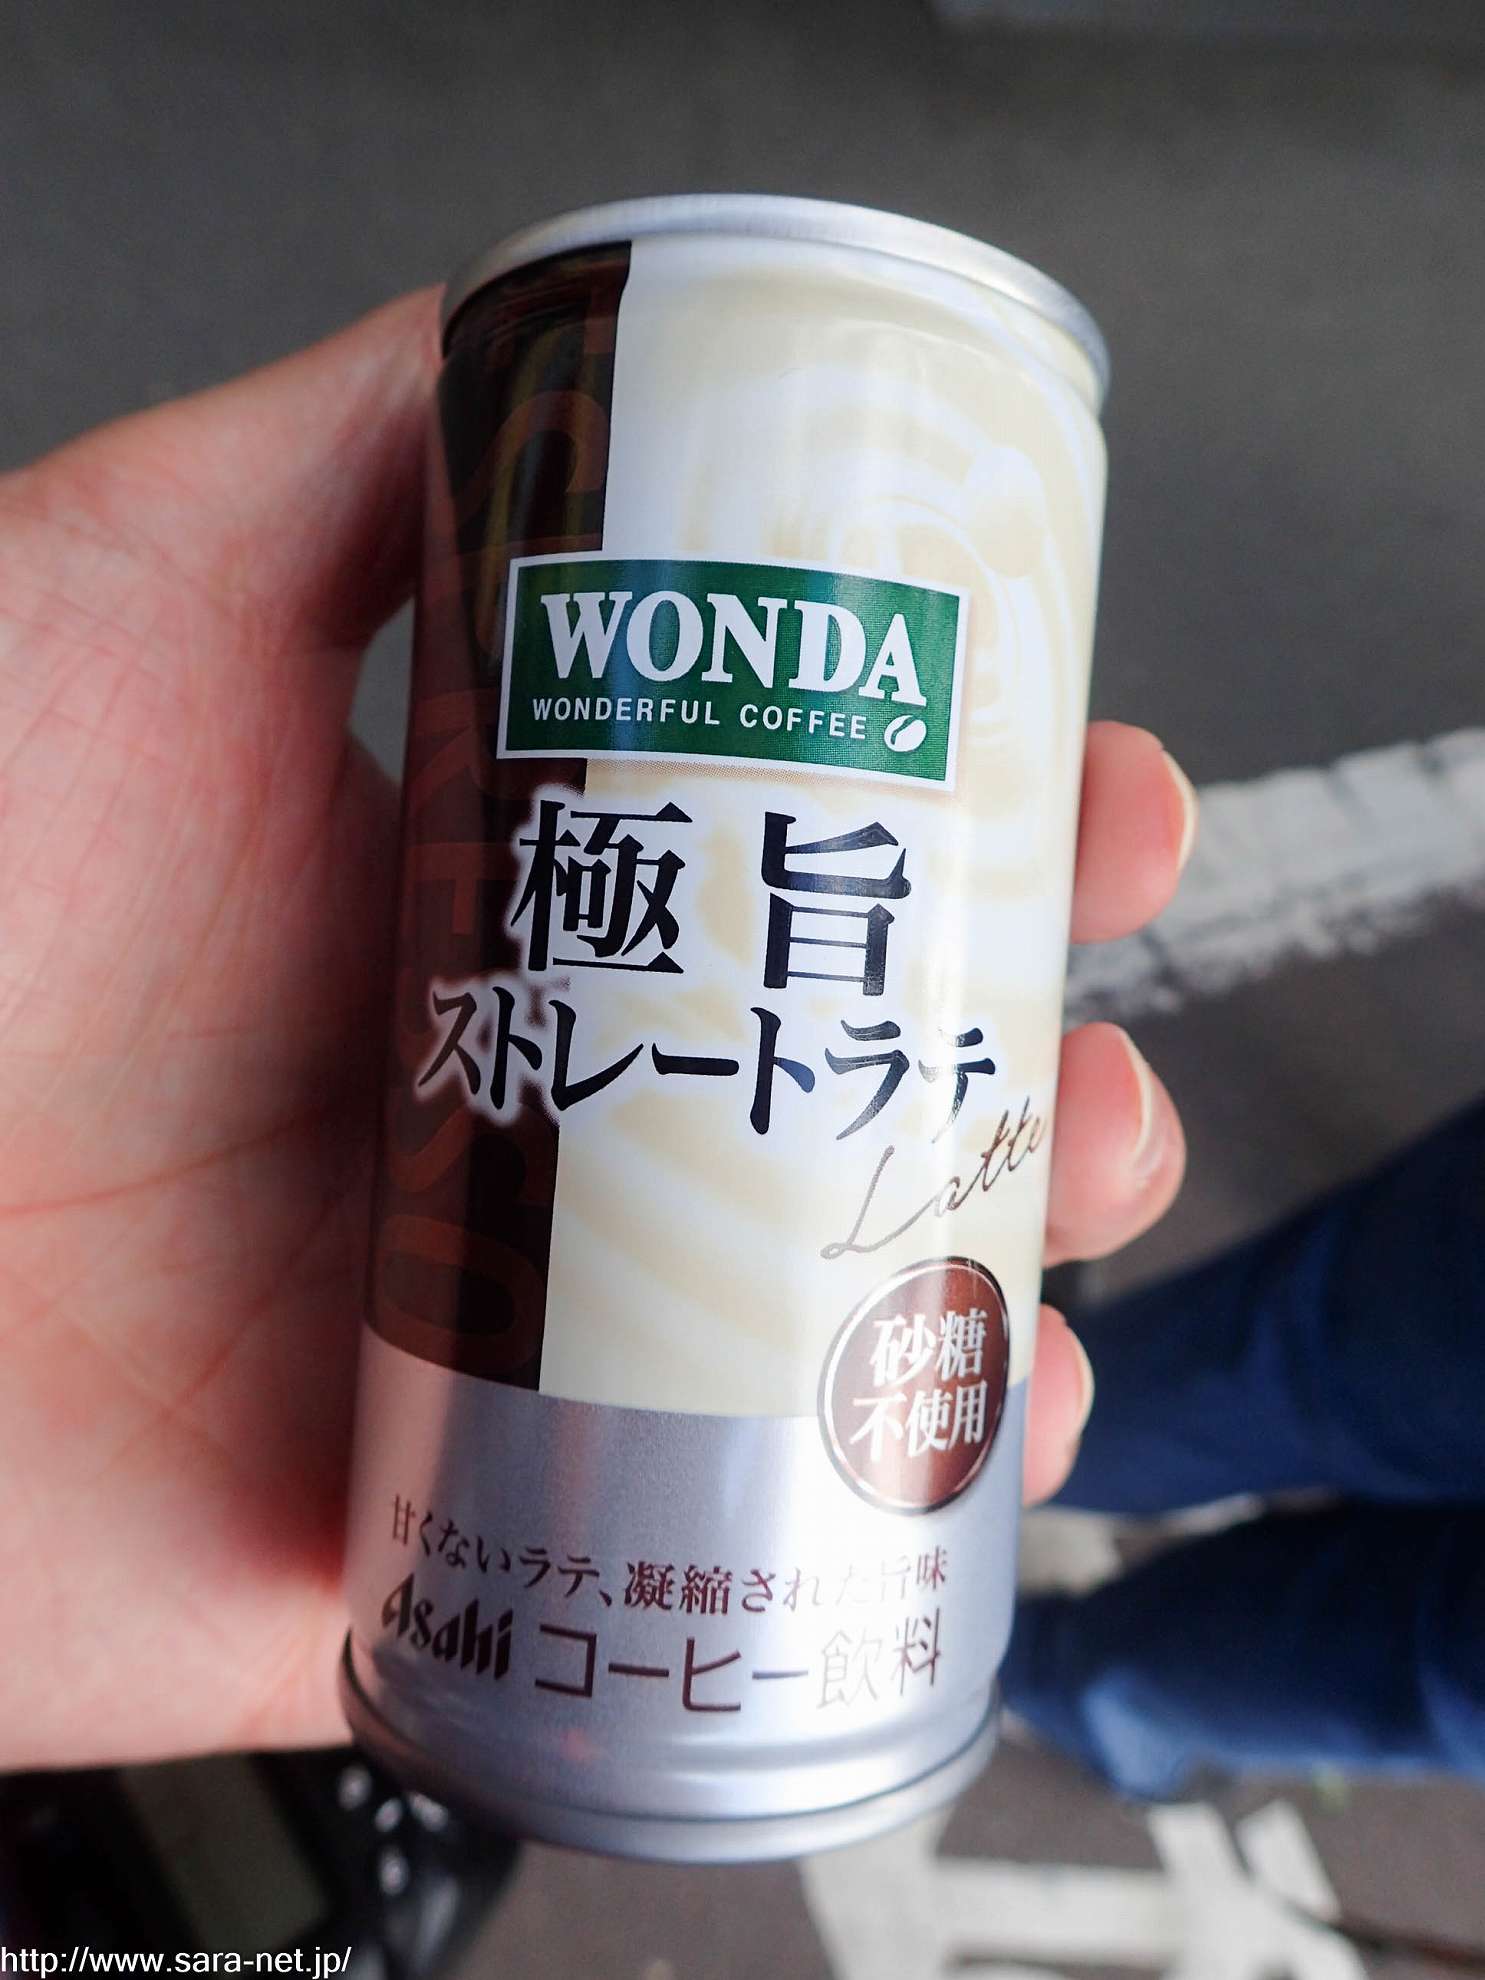 ESPRESSO
WONDA
WONDERFUL COFFEE
極旨
ストレートラテ
Latte
砂糖
不使用
甘くないラテ、凝縮された旨味
Asahi コーヒー飲料
http://www.sara-net.jp/